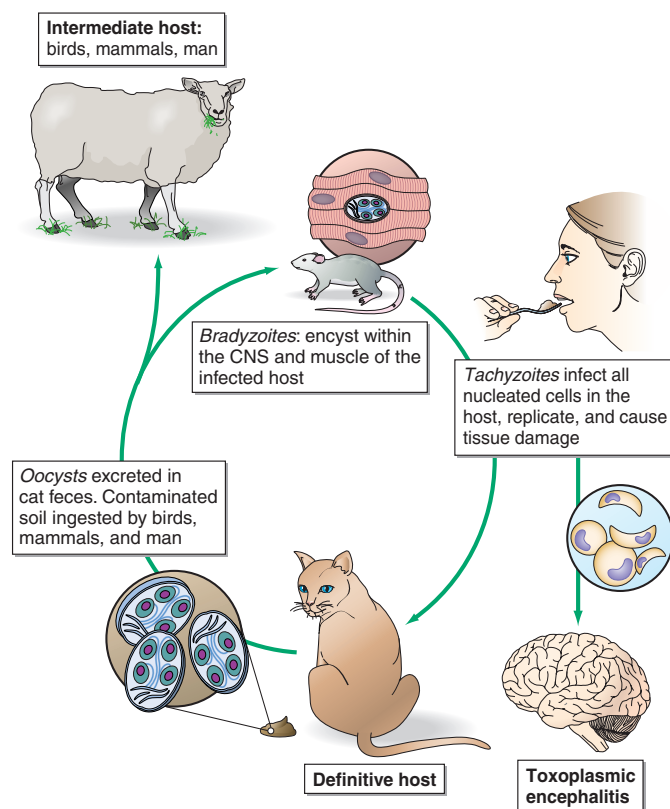 Intermediate host:
birds, mammals, man
Bradyzoites: encyst within
the CNS and muscle of the
infected host
Tachyzoites infect all
nucleated cells in the
host, replicate, and cause
tissue damage
Oocysts excreted in
cat feces. Contaminated
soil ingested by birds,
mammals, and man
Definitive host
Toxoplasmic
encephalitis